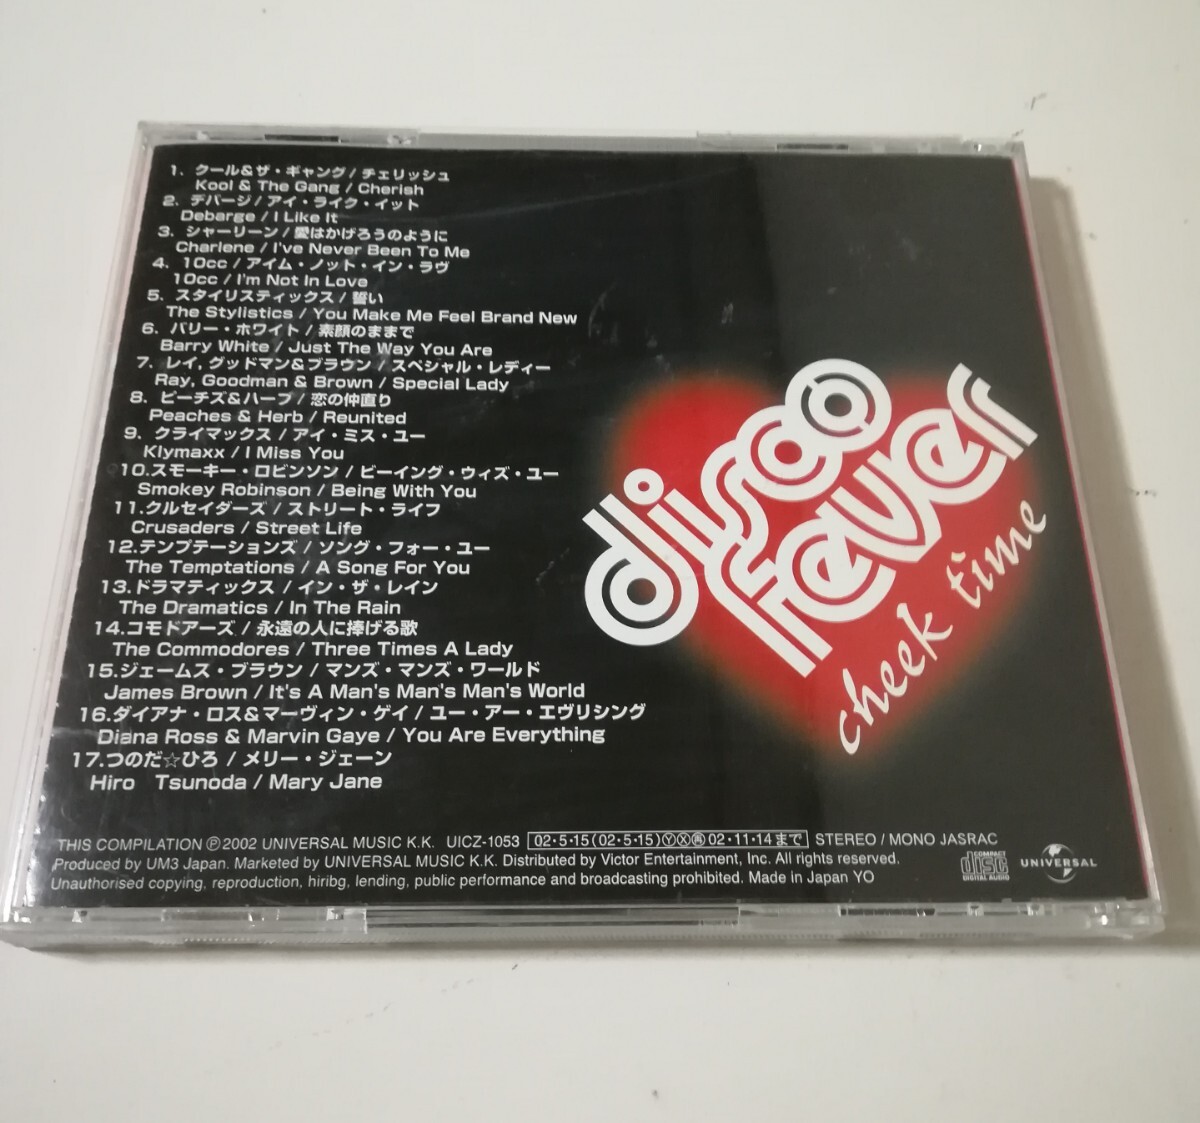 1. クール&ザ・ギャング / チェリッシュ
Kool & The Gang / Cherish
2. デバージ / アイ・ライク・イット
Debarge / I Like It
3. シャーリーン / 愛はかげろうのように
Charlene / I've Never Been To Me
4. 10cc / アイム・ノット・イン・ラヴ
10cc / I'm Not In Love
5. スタイリスティックス / 誓い
The Stylistics / You Make Me Feel Brand New
6. バリー・ホワイト / 素顔のままで
Barry White / Just The Way You Are
7. レイ, グッドマン&ブラウン / スペシャル・レディー
Ray, Goodman & Brown / Special Lady
8. ピーチズ&ハーブ / 恋の仲直り
Peaches & Herb / Reunited
9. クライマックス / アイ・ミス・ユー
Klymaxx / I Miss You
10.スモーキー・ロビンソン / ビーイング・ウィズ・ユー
Smokey Robinson / Being With You
11.クルセイダーズ / ストリート・ライフ
Crusaders / Street Life
12.テンプテーションズ / ソング・フォー・ユー
The Temptations / A Song For You
13.ドラマティックス / イン・ザ・レイン
The Dramatics / In The Rain
14.コモドアーズ / 永遠の人に捧げる歌
The Commodores / Three Times A Lady
15.ジェームス・ブラウン / マンズ・マンズ・ワールド
James Brown / It's A Man's Man's Man's World
16.ダイアナ・ロス&マーヴィン・ゲイ / ユー・アー・エヴリシング
Diana Ross & Marvin Gaye / You Are Everything
17.つのだ☆ひろ / メリー・ジェーン
Hiro Tsunoda / Mary Jane
disco
fever
cheek time
THIS COMPILATION ℗2002 UNIVERSAL MUSIC K.K. UICZ-1053 02・5・15(02・5・15)ⓎⓍ㊢02・11・14まで STEREO / MONO JASRAC
Produced by UM3 Japan. Marketed by UNIVERSAL MUSIC K.K. Distributed by Victor Entertainment, Inc. All rights reserved.
Unauthorised copying, reproduction, hiribg, lending, public performance and broadcasting prohibited. Made in Japan YO
COMPACT
disc
DIGITAL AUDIO
UNIVERSAL